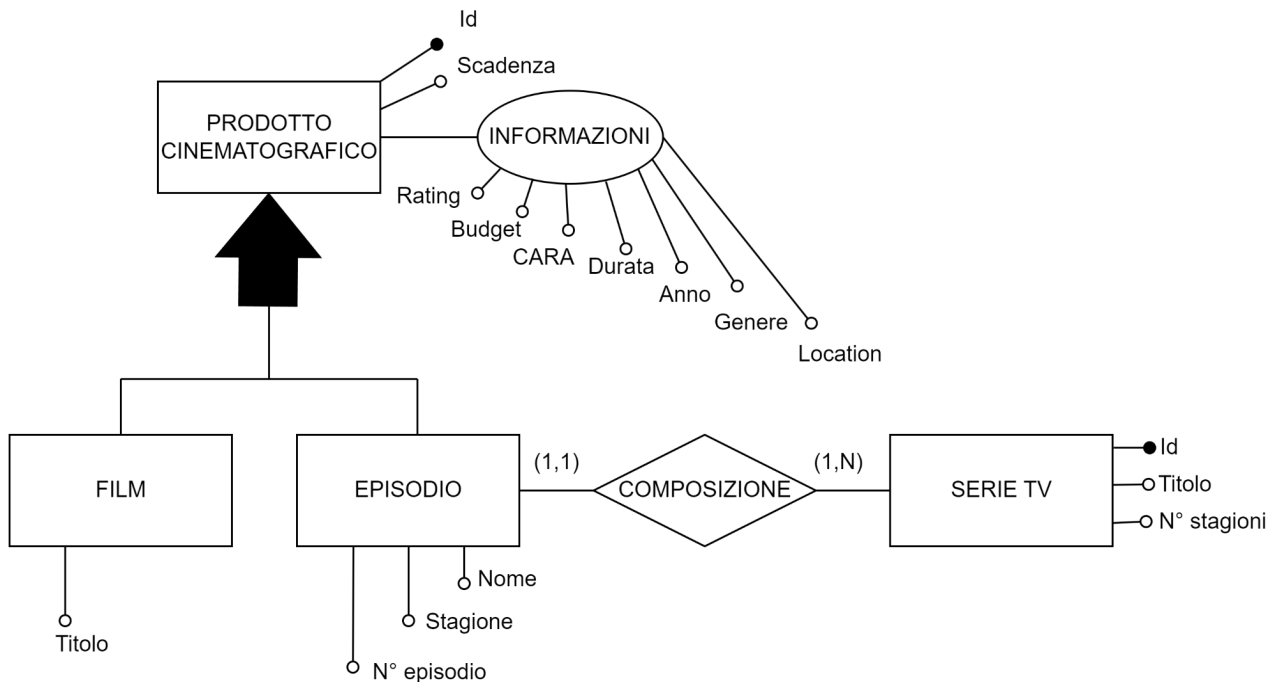 Id
Scadenza
PRODOTTO
CINEMATOGRAFICO
INFORMAZIONI
Rating
Budget
CARA
Durata
Anno
Genere
Location
FILM
EPISODIO
(1,1)
COMPOSIZIONE
(1,N)
SERIE TV
Id
Titolo
N° stagioni
Nome
Stagione
Titolo
N° episodio